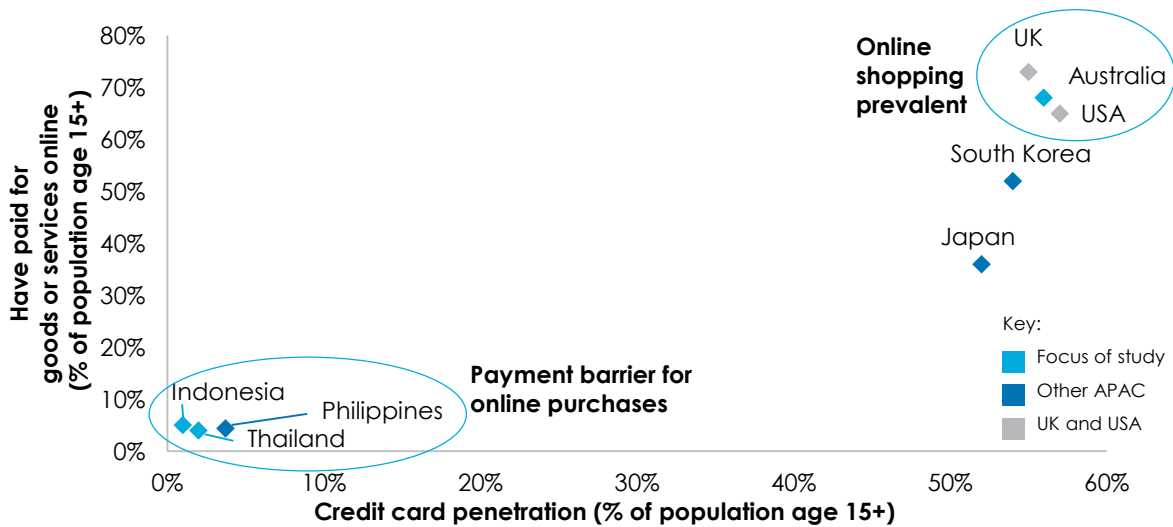 Have paid for
goods or services online
(% of population age 15+)
80%
70%
60%
50%
40%
30%
20%
10%
0%
Online
shopping
prevalent
UK
Australia
USA
South Korea
Japan
Key:
Focus of study
Other APAC
UK and USA
Payment barrier for
online purchases
Indonesia
Philippines
Thailand
0%
10%
20%
30%
40%
50%
60%
Credit card penetration (% of population age 15+)